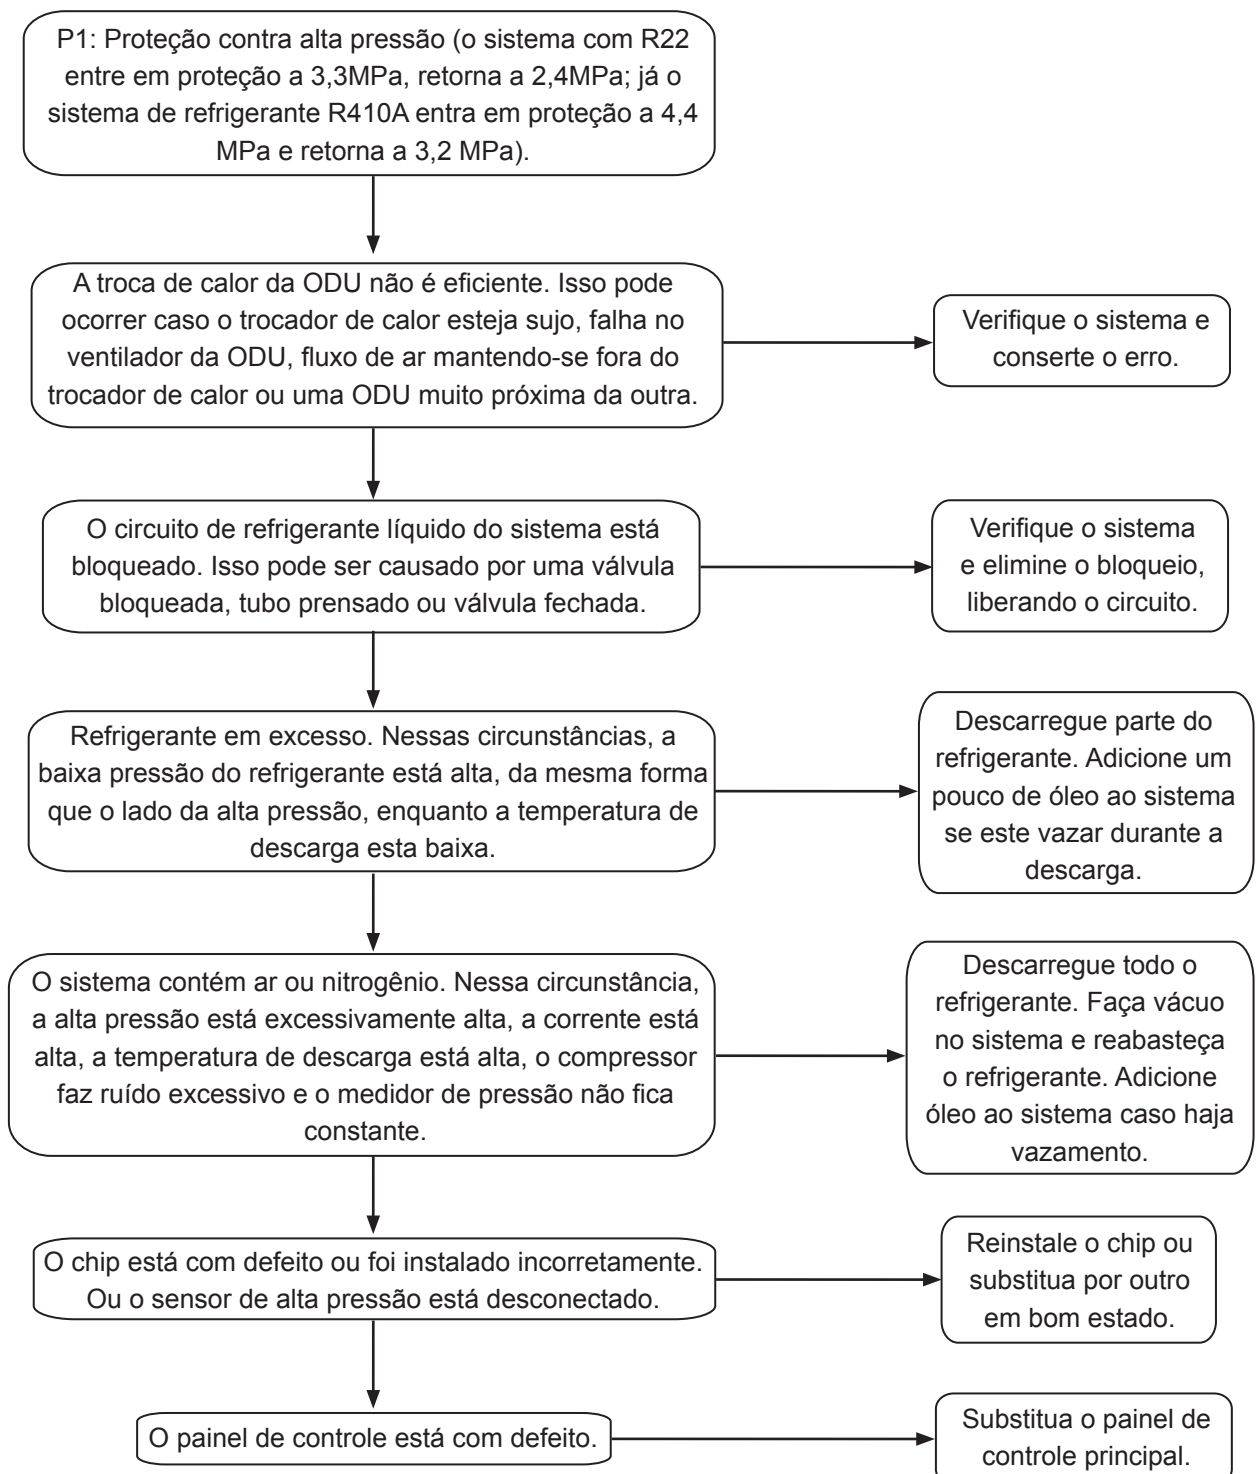 P1: Proteção contra alta pressão (o sistema com R22
entre em proteção a 3,3MPa, retorna a 2,4MPa; já o
sistema de refrigerante R410A entra em proteção a 4,4
MPa e retorna a 3,2 MPa).
A troca de calor da ODU não é eficiente. Isso pode
ocorrer caso o trocador de calor esteja sujo, falha no
ventilador da ODU, fluxo de ar mantendo-se fora do
trocador de calor ou uma ODU muito próxima da outra.
Verifique o sistema e
conserte o erro.
O circuito de refrigerante líquido do sistema está
bloqueado. Isso pode ser causado por uma válvula
bloqueada, tubo prensado ou válvula fechada.
Verifique o sistema
e elimine o bloqueio,
liberando o circuito.
Refrigerante em excesso. Nessas circunstâncias, a
baixa pressão do refrigerante está alta, da mesma forma
que o lado da alta pressão, enquanto a temperatura de
descarga esta baixa.
Descarregue parte do
refrigerante. Adicione um
pouco de óleo ao sistema
se este vazar durante a
descarga.
O sistema contém ar ou nitrogênio. Nessa circunstância,
a alta pressão está excessivamente alta, a corrente está
alta, a temperatura de descarga está alta, o compressor
faz ruído excessivo e o medidor de pressão não fica
constante.
Descarregue todo o
refrigerante. Faça vácuo
no sistema e reabasteça
o refrigerante. Adicione
óleo ao sistema caso haja
vazamento.
O chip está com defeito ou foi instalado incorretamente.
Ou o sensor de alta pressão está desconectado.
Reinstale o chip ou
substitua por outro
em bom estado.
O painel de controle está com defeito.
Substitua o painel de
controle principal.